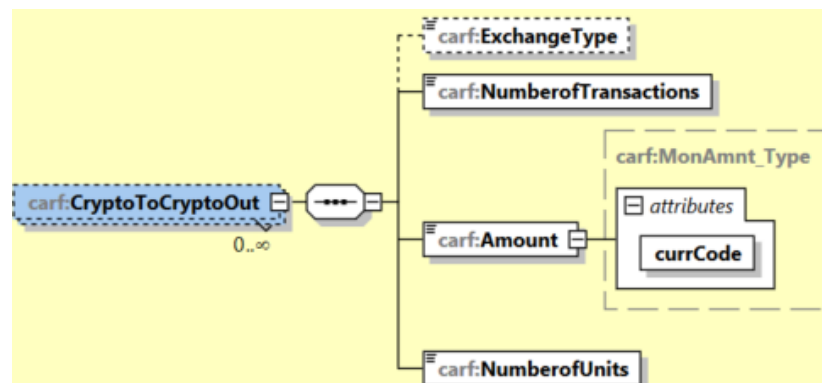 carf:ExchangeType
carf:NumberofTransactions
carf:MonAmnt_Type
attributes
carf:CryptoToCryptoOut
carf:Amount
currCode
0..∞
carf:NumberofUnits